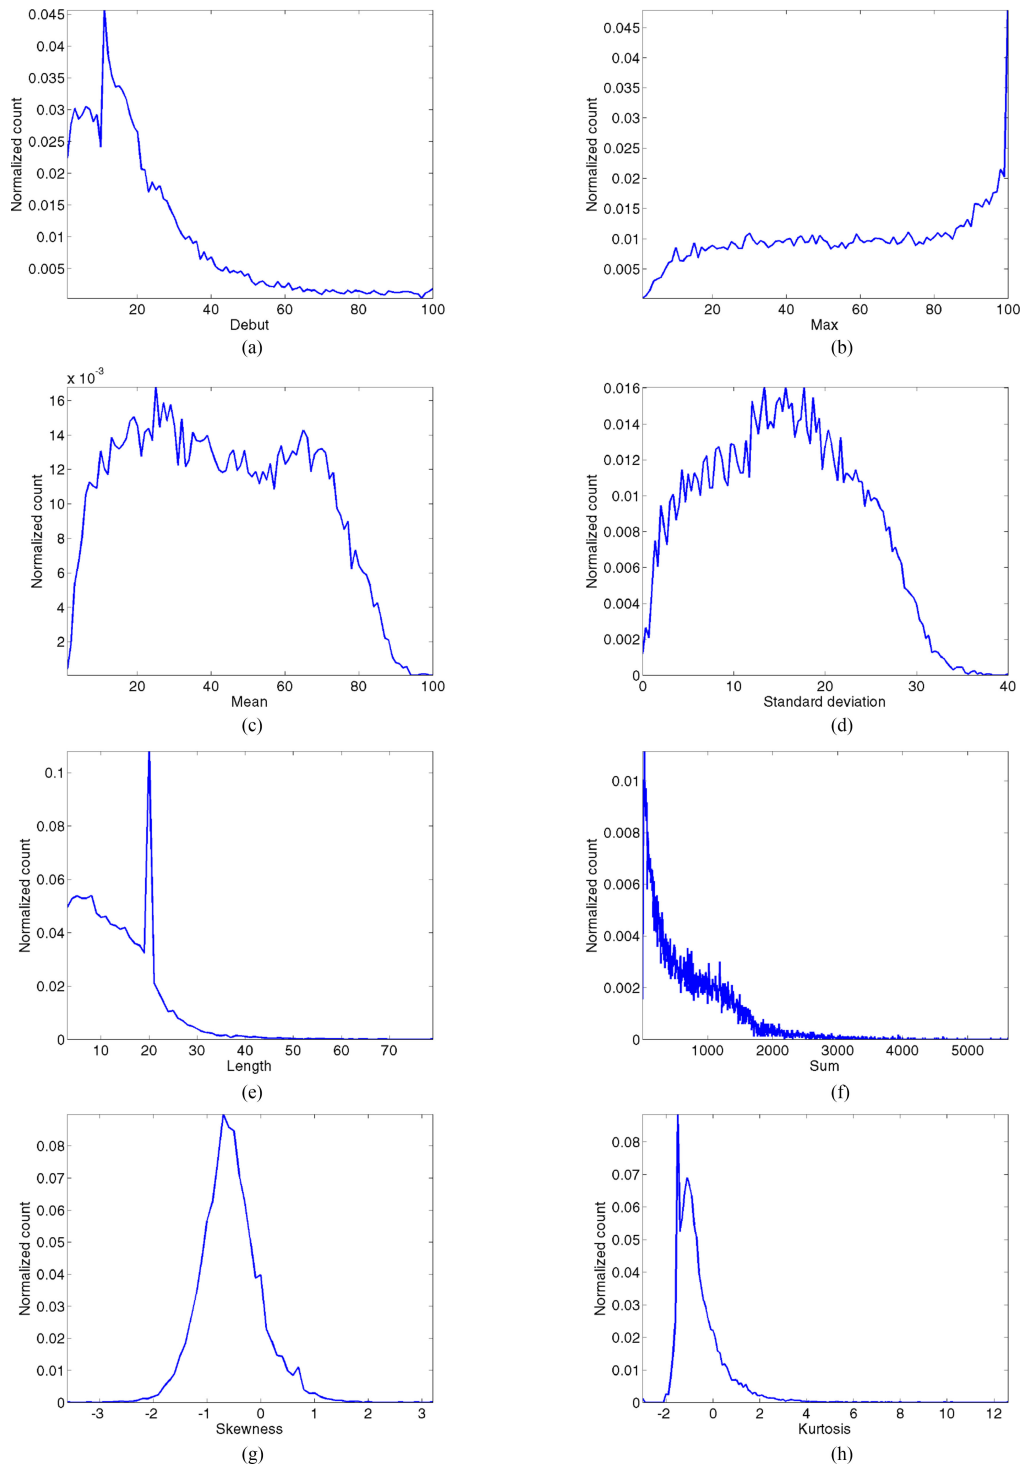 0.045
0.04
0.035
0.03
0.025
0.02
0.015
0.01
0.005
Normalized count
20 40 60 80 100
Debut
(a)
0.045
0.04
0.035
0.03
0.025
0.02
0.015
0.01
0.005
Normalized count
20 40 60 80 100
Max
(b)
x 10^-3
16
14
12
10
8
6
4
2
Normalized count
20 40 60 80 100
Mean
(c)
0.016
0.014
0.012
0.01
0.008
0.006
0.004
0.002
0
Normalized count
0 10 20 30 40
Standard deviation
(d)
0.1
0.08
0.06
0.04
0.02
0
Normalized count
10 20 30 40 50 60 70
Length
(e)
0.01
0.008
0.006
0.004
0.002
0
Normalized count
1000 2000 3000 4000 5000
Sum
(f)
0.08
0.07
0.06
0.05
0.04
0.03
0.02
0.01
0
Normalized count
-3 -2 -1 0 1 2 3
Skewness
(g)
0.08
0.07
0.06
0.05
0.04
0.03
0.02
0.01
0
Normalized count
-2 0 2 4 6 8 10 12
Kurtosis
(h)